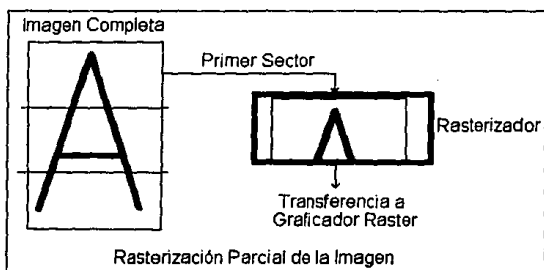 Imagen Completa
Primer Sector
Rasterizador
Transferencia a
Graficador Raster
Rasterización Parcial de la Imagen